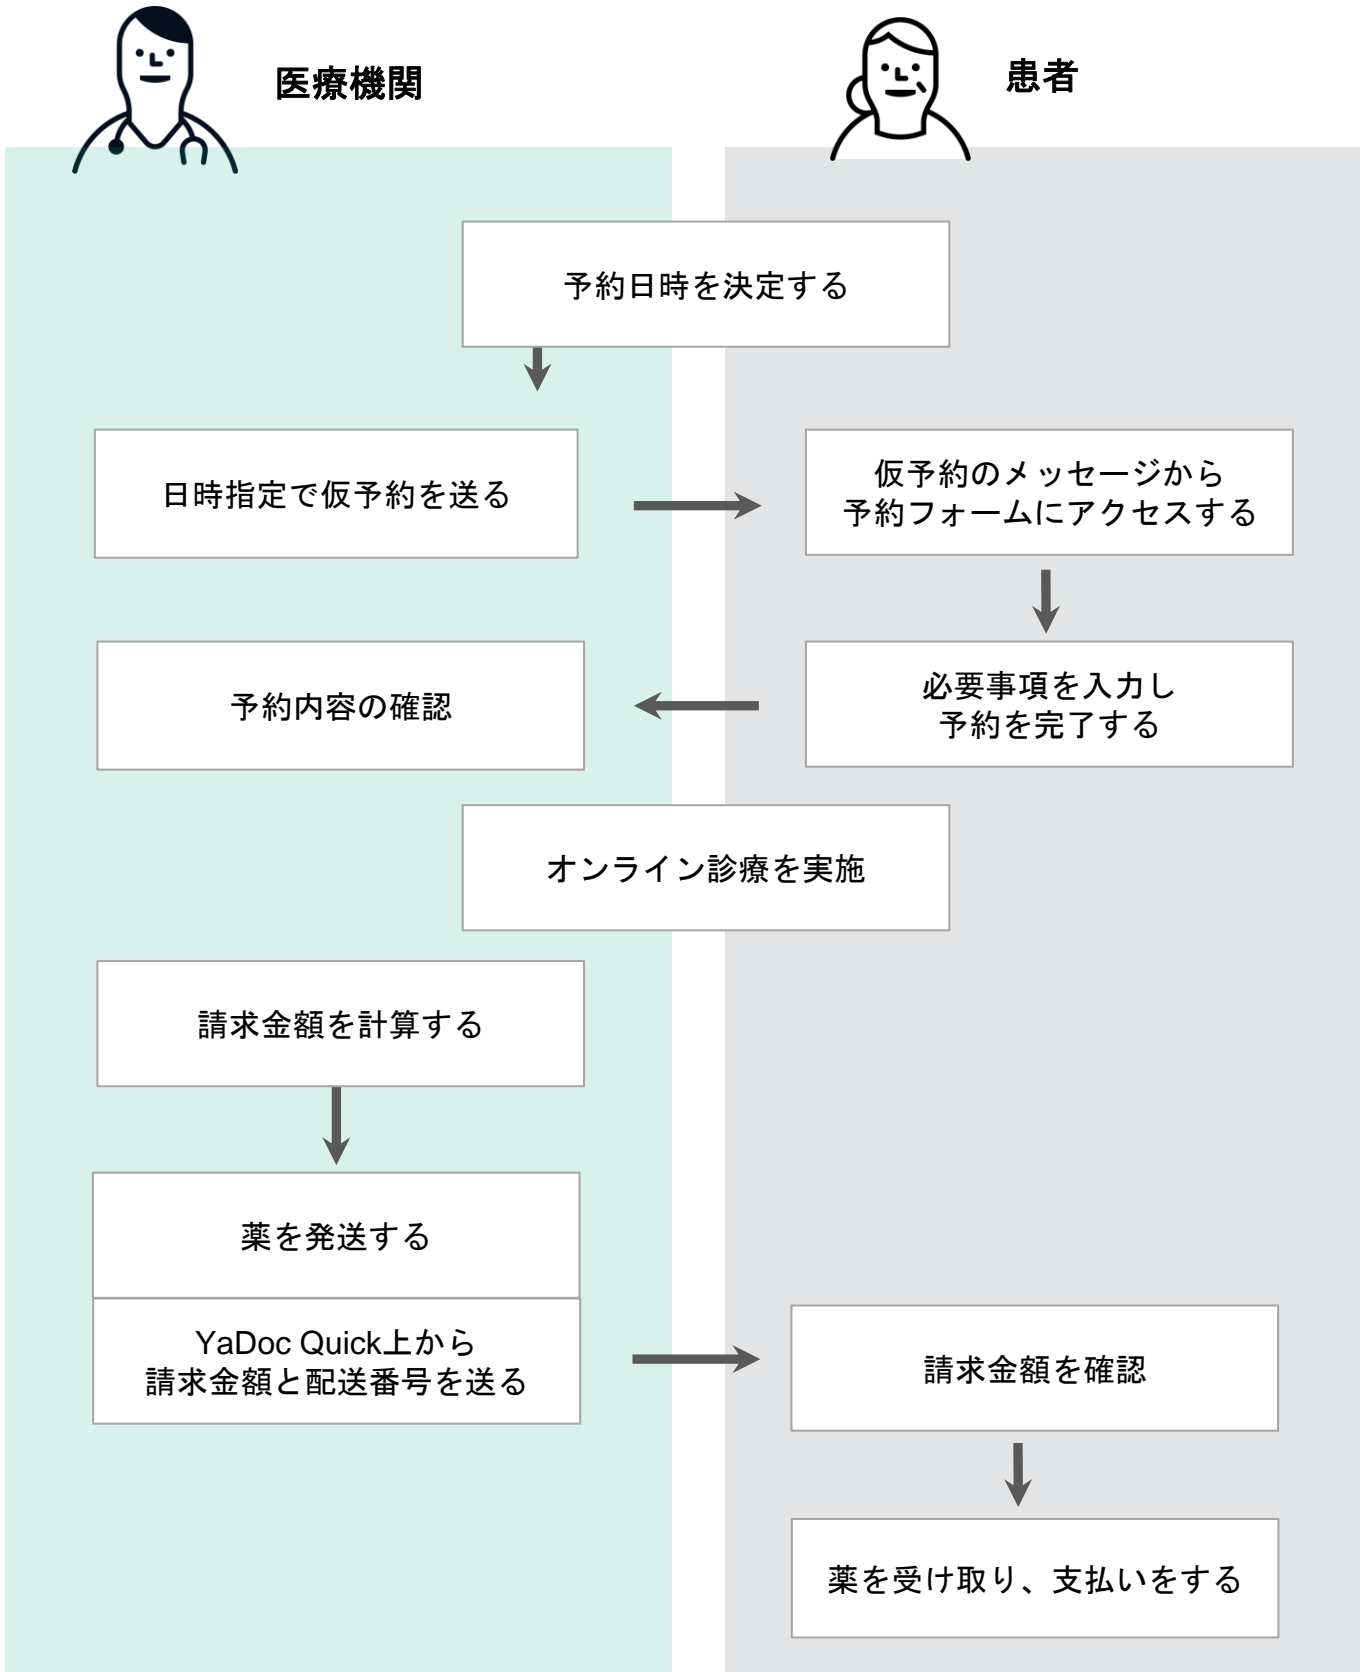 医療機関
患者
予約日時を決定する
日時指定で仮予約を送る
仮予約のメッセージから
予約フォームにアクセスする
予約内容の確認
必要事項を入力し
予約を完了する
オンライン診療を実施
請求金額を計算する
薬を発送する
YaDoc Quick上から
請求金額と配送番号を送る
請求金額を確認
薬を受け取り、支払いをする